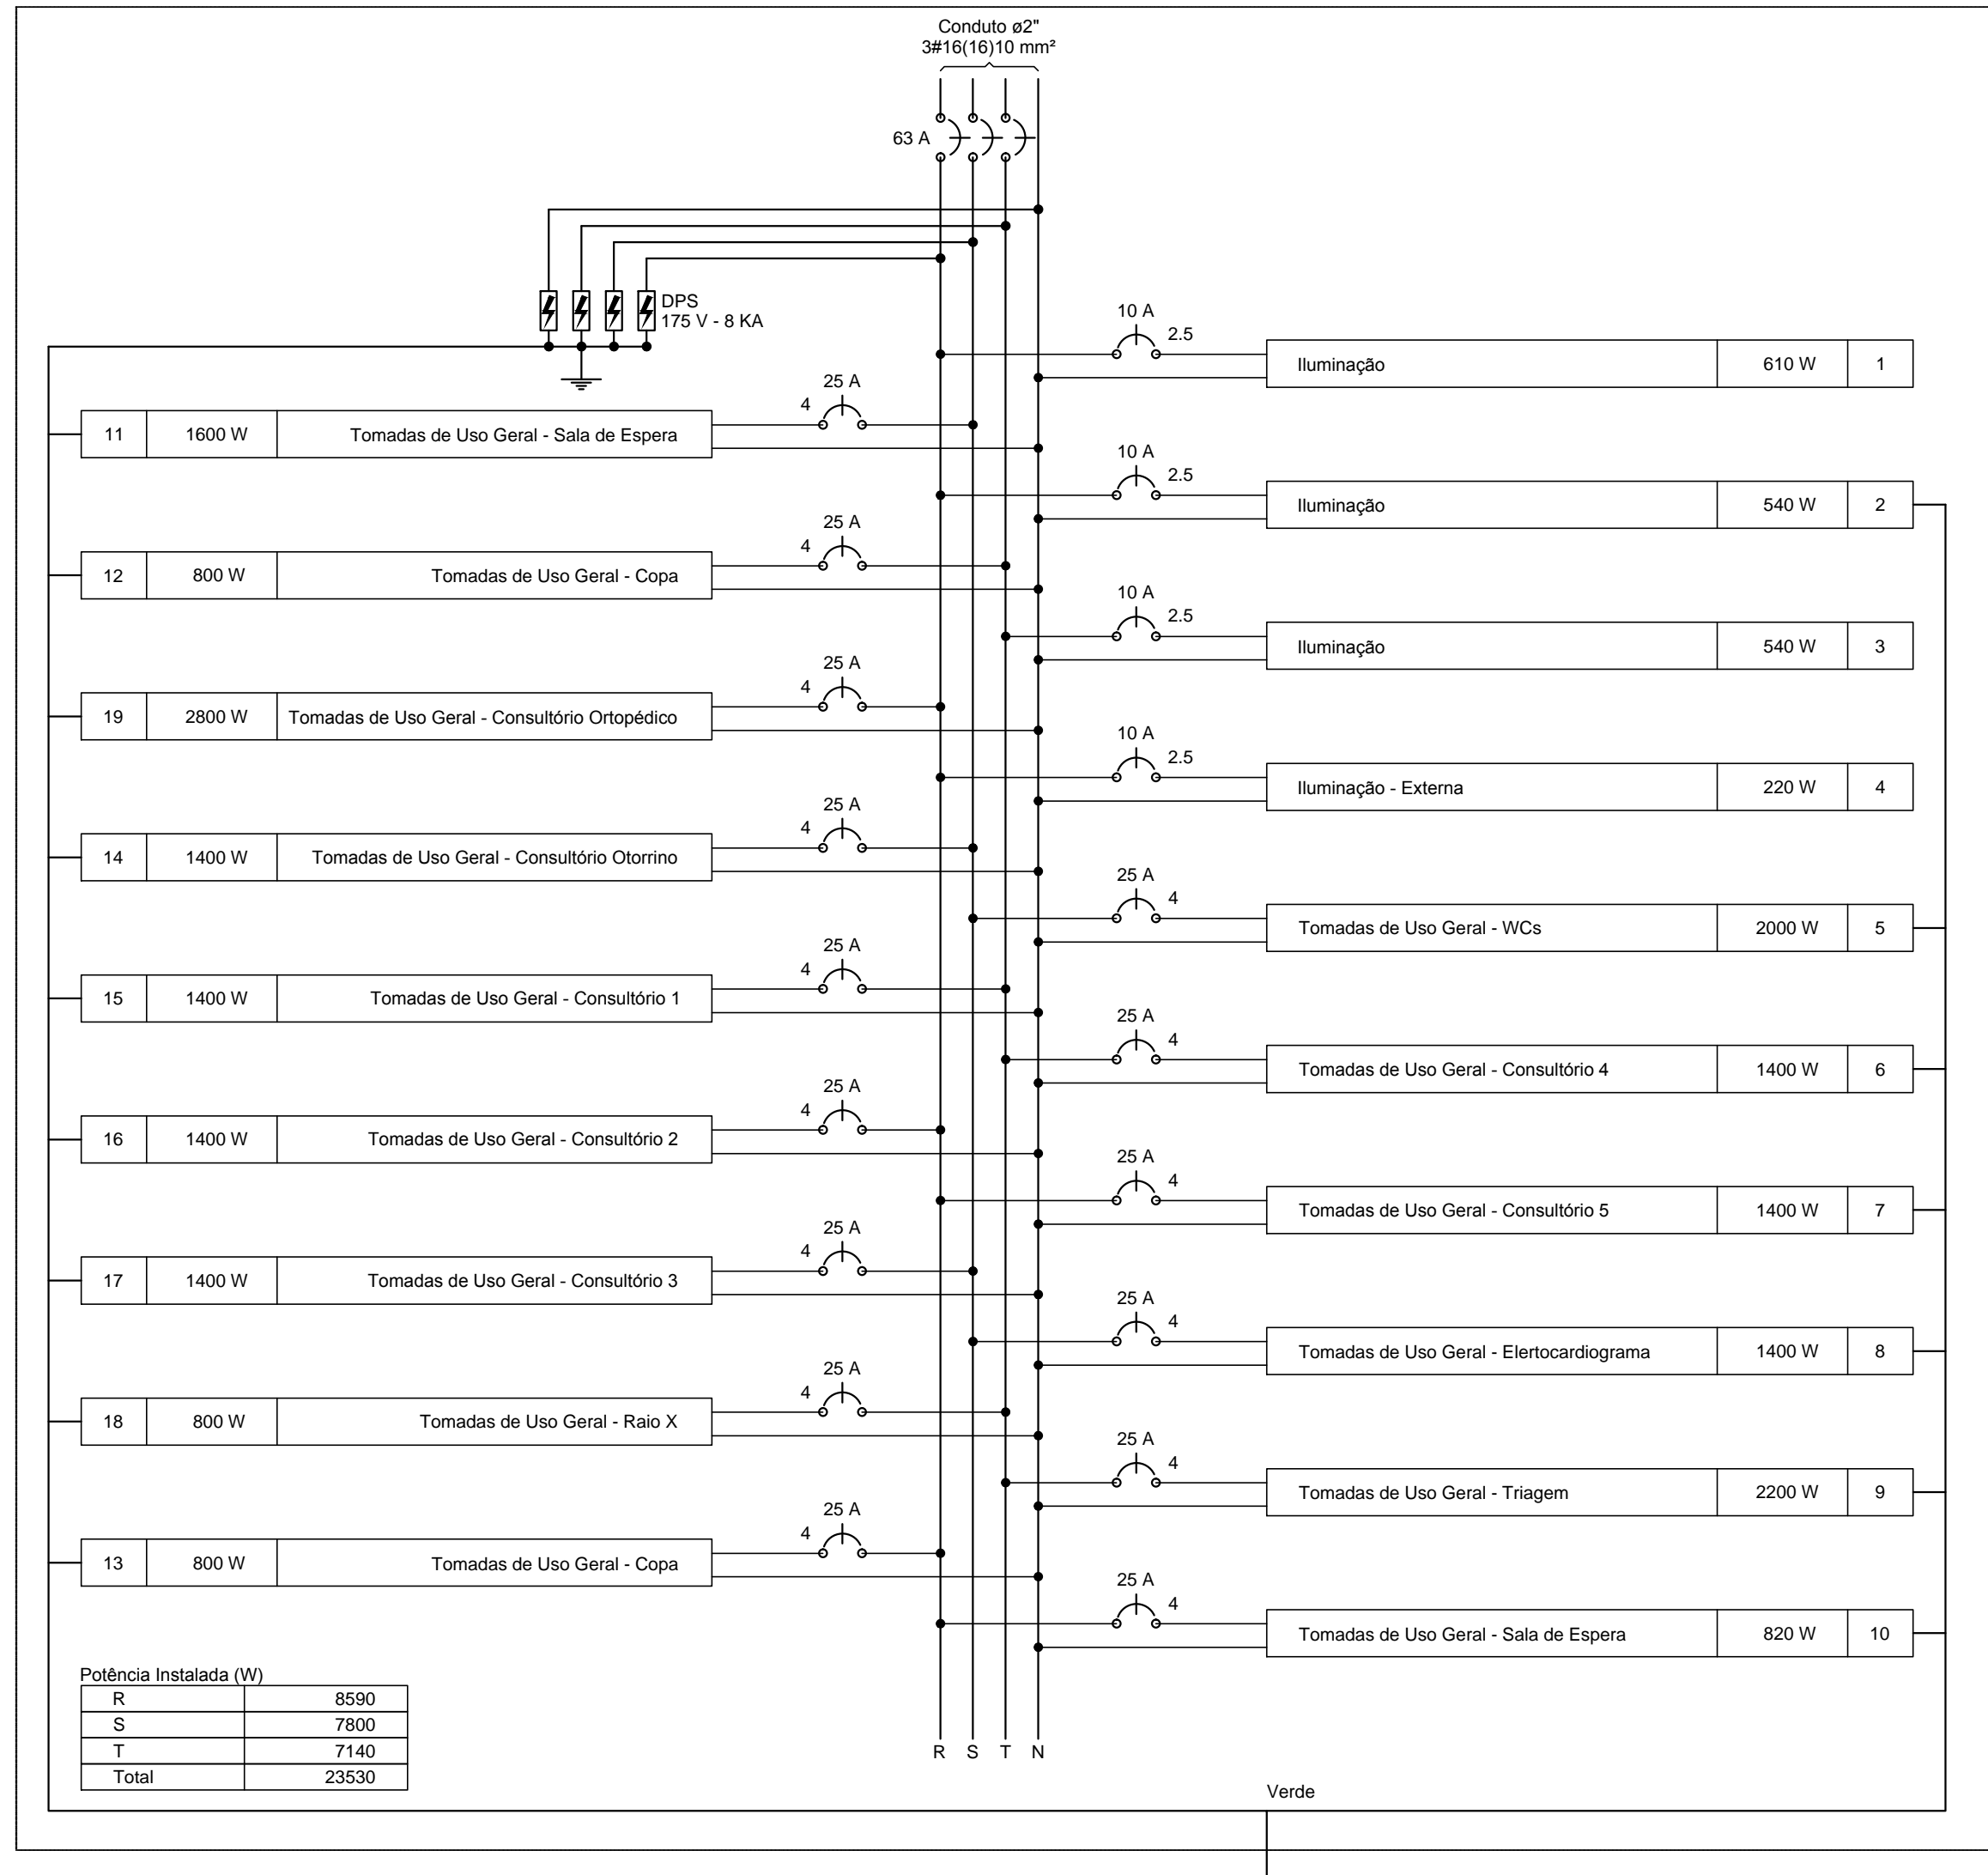 Conduto ø2"
3#16(16)10 mm²
63 A
DPS
175 V - 8 KA
10 A
2.5
Iluminação 610 W 1
25 A
4
11 1600 W Tomadas de Uso Geral - Sala de Espera
10 A
2.5
Iluminação 540 W 2
25 A
4
12 800 W Tomadas de Uso Geral - Copa
10 A
2.5
Iluminação 540 W 3
25 A
4
19 2800 W Tomadas de Uso Geral - Consultório Ortopédico
10 A
2.5
Iluminação - Externa 220 W 4
25 A
4
14 1400 W Tomadas de Uso Geral - Consultório Otorrino
25 A
4
Tomadas de Uso Geral - WCs 2000 W 5
25 A
4
15 1400 W Tomadas de Uso Geral - Consultório 1
25 A
4
Tomadas de Uso Geral - Consultório 4 1400 W 6
25 A
4
16 1400 W Tomadas de Uso Geral - Consultório 2
25 A
4
Tomadas de Uso Geral - Consultório 5 1400 W 7
25 A
4
17 1400 W Tomadas de Uso Geral - Consultório 3
25 A
4
Tomadas de Uso Geral - Elertocardiograma 1400 W 8
25 A
4
18 800 W Tomadas de Uso Geral - Raio X
25 A
4
Tomadas de Uso Geral - Triagem 2200 W 9
25 A
4
13 800 W Tomadas de Uso Geral - Copa
25 A
4
Tomadas de Uso Geral - Sala de Espera 820 W 10
Potência Instalada (W)
R 8590
S 7800
T 7140
Total 23530
R S T N
Verde